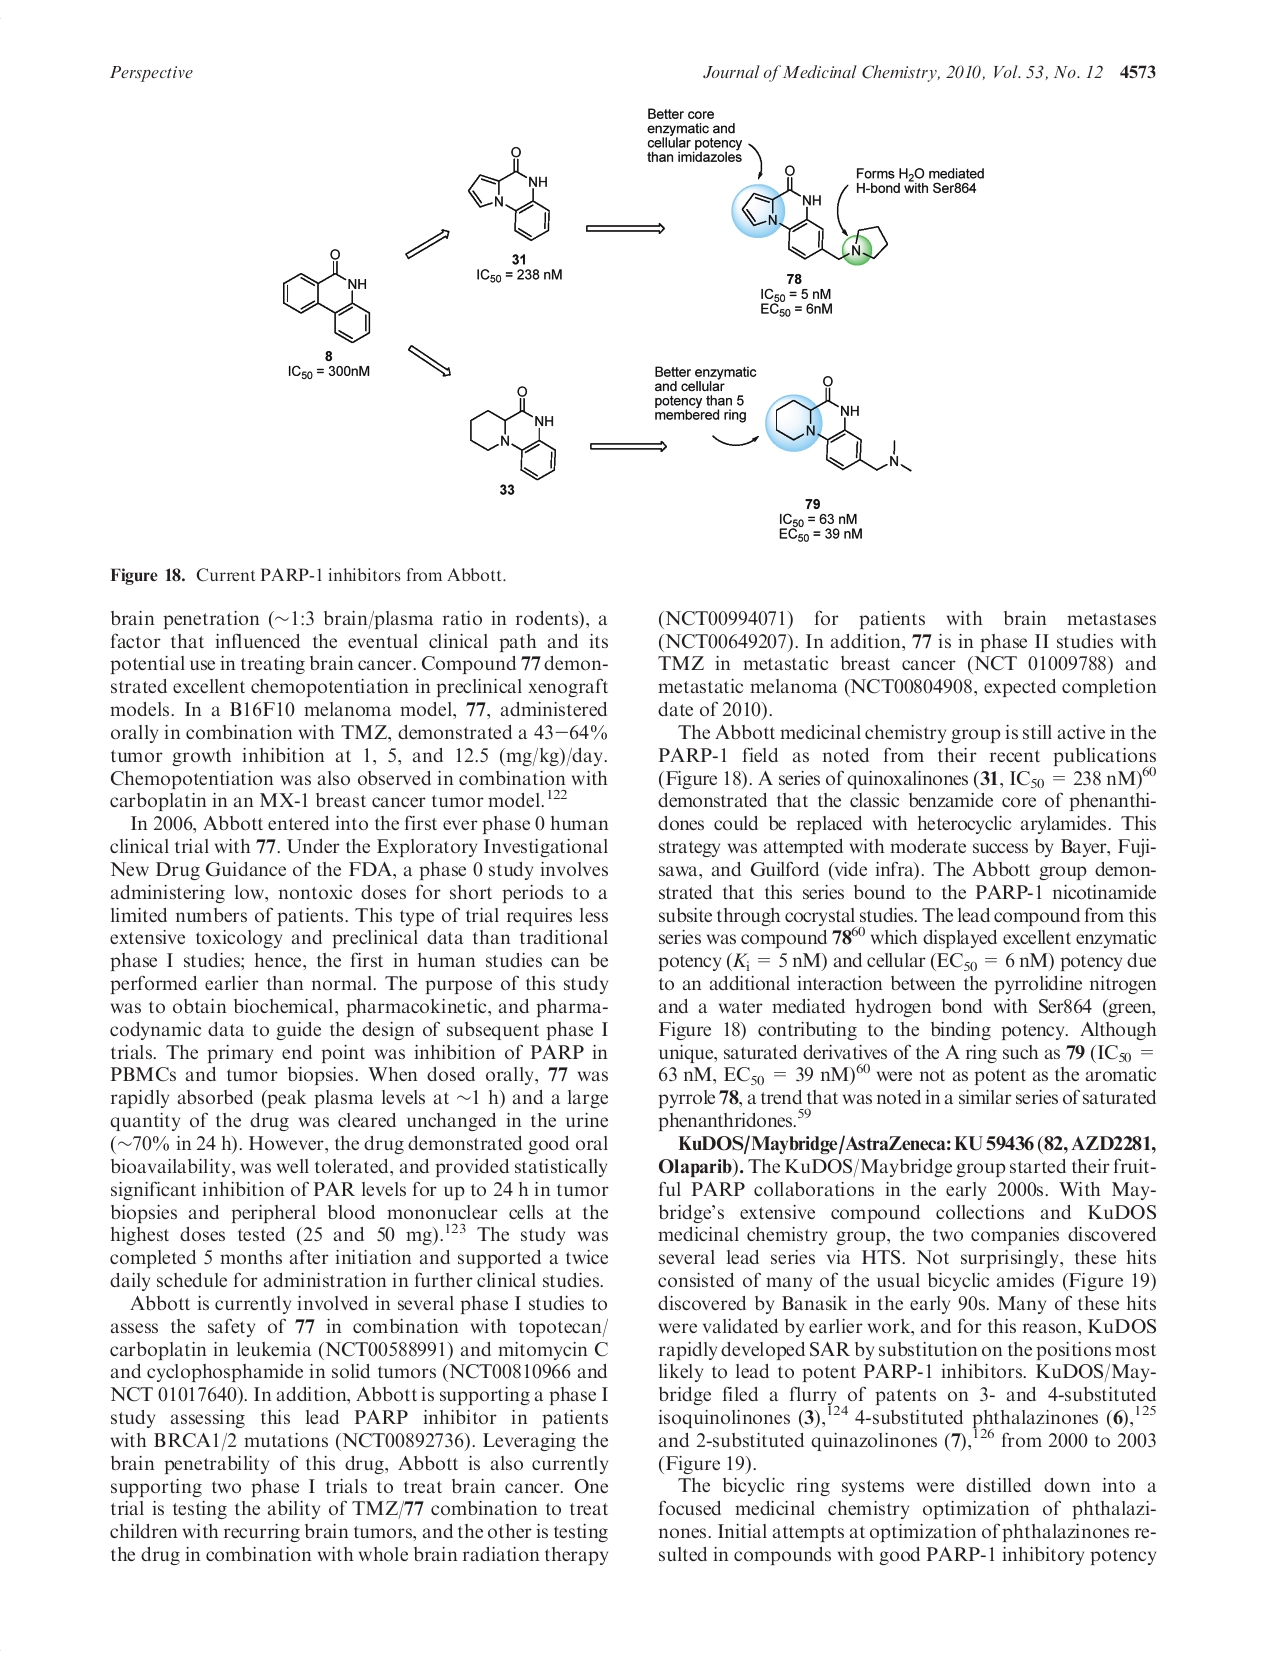 Perspective
Journal of Medicinal Chemistry, 2010, Vol. 53, No. 12 4573
Better core
enzymatic and
cellular potency
than imidazoles
Forms H2O mediated
H-bond with Ser864
O
NH
N
31
IC50 = 238 nM
O
NH
N
N
78
IC50 = 5 nM
EC50 = 6nM
O
NH
8
IC50 = 300nM
Better enzymatic
and cellular
potency than 5
membered ring
O
NH
N
33
O
NH
N
N
79
IC50 = 63 nM
EC50 = 39 nM
Figure 18. Current PARP-1 inhibitors from Abbott.
brain penetration (∼1:3 brain/plasma ratio in rodents), a
factor that influenced the eventual clinical path and its
potential use in treating brain cancer. Compound 77 demon-
strated excellent chemopotentiation in preclinical xenograft
models. In a B16F10 melanoma model, 77, administered
orally in combination with TMZ, demonstrated a 43−64%
tumor growth inhibition at 1, 5, and 12.5 (mg/kg)/day.
Chemopotentiation was also observed in combination with
carboplatin in an MX-1 breast cancer tumor model.122
In 2006, Abbott entered into the first ever phase 0 human
clinical trial with 77. Under the Exploratory Investigational
New Drug Guidance of the FDA, a phase 0 study involves
administering low, nontoxic doses for short periods to a
limited numbers of patients. This type of trial requires less
extensive toxicology and preclinical data than traditional
phase I studies; hence, the first in human studies can be
performed earlier than normal. The purpose of this study
was to obtain biochemical, pharmacokinetic, and pharma-
codynamic data to guide the design of subsequent phase I
trials. The primary end point was inhibition of PARP in
PBMCs and tumor biopsies. When dosed orally, 77 was
rapidly absorbed (peak plasma levels at ∼1 h) and a large
quantity of the drug was cleared unchanged in the urine
(∼70% in 24 h). However, the drug demonstrated good oral
bioavailability, was well tolerated, and provided statistically
significant inhibition of PAR levels for up to 24 h in tumor
biopsies and peripheral blood mononuclear cells at the
highest doses tested (25 and 50 mg).123 The study was
completed 5 months after initiation and supported a twice
daily schedule for administration in further clinical studies.
Abbott is currently involved in several phase I studies to
assess the safety of 77 in combination with topotecan/
carboplatin in leukemia (NCT00588991) and mitomycin C
and cyclophosphamide in solid tumors (NCT00810966 and
NCT 01017640). In addition, Abbott is supporting a phase I
study assessing this lead PARP inhibitor in patients
with BRCA1/2 mutations (NCT00892736). Leveraging the
brain penetrability of this drug, Abbott is also currently
supporting two phase I trials to treat brain cancer. One
trial is testing the ability of TMZ/77 combination to treat
children with recurring brain tumors, and the other is testing
the drug in combination with whole brain radiation therapy
(NCT00994071) for patients with brain metastases
(NCT00649207). In addition, 77 is in phase II studies with
TMZ in metastatic breast cancer (NCT 01009788) and
metastatic melanoma (NCT00804908, expected completion
date of 2010).
The Abbott medicinal chemistry group is still active in the
PARP-1 field as noted from their recent publications
(Figure 18). A series of quinoxalinones (31, IC50 = 238 nM)60
demonstrated that the classic benzamide core of phenanthi-
dones could be replaced with heterocyclic arylamides. This
strategy was attempted with moderate success by Bayer, Fuji-
sawa, and Guilford (vide infra). The Abbott group demon-
strated that this series bound to the PARP-1 nicotinamide
subsite through cocrystal studies. The lead compound from this
series was compound 7860 which displayed excellent enzymatic
potency (Ki = 5 nM) and cellular (EC50 = 6 nM) potency due
to an additional interaction between the pyrrolidine nitrogen
and a water mediated hydrogen bond with Ser864 (green,
Figure 18) contributing to the binding potency. Although
unique, saturated derivatives of the A ring such as 79 (IC50 =
63 nM, EC50 = 39 nM)60 were not as potent as the aromatic
pyrrole 78, a trend that was noted in a similar series of saturated
phenanthridones.59
KuDOS/Maybridge/AstraZeneca: KU 59436 (82, AZD2281,
Olaparib). The KuDOS/Maybridge group started their fruit-
ful PARP collaborations in the early 2000s. With May-
bridge's extensive compound collections and KuDOS
medicinal chemistry group, the two companies discovered
several lead series via HTS. Not surprisingly, these hits
consisted of many of the usual bicyclic amides (Figure 19)
discovered by Banasik in the early 90s. Many of these hits
were validated by earlier work, and for this reason, KuDOS
rapidly developed SAR by substitution on the positions most
likely to lead to potent PARP-1 inhibitors. KuDOS/May-
bridge filed a flurry of patents on 3- and 4-substituted
isoquinolinones (3),124 4-substituted phthalazinones (6),125
and 2-substituted quinazolinones (7),126 from 2000 to 2003
(Figure 19).
The bicyclic ring systems were distilled down into a
focused medicinal chemistry optimization of phthalazi-
nones. Initial attempts at optimization of phthalazinones re-
sulted in compounds with good PARP-1 inhibitory potency